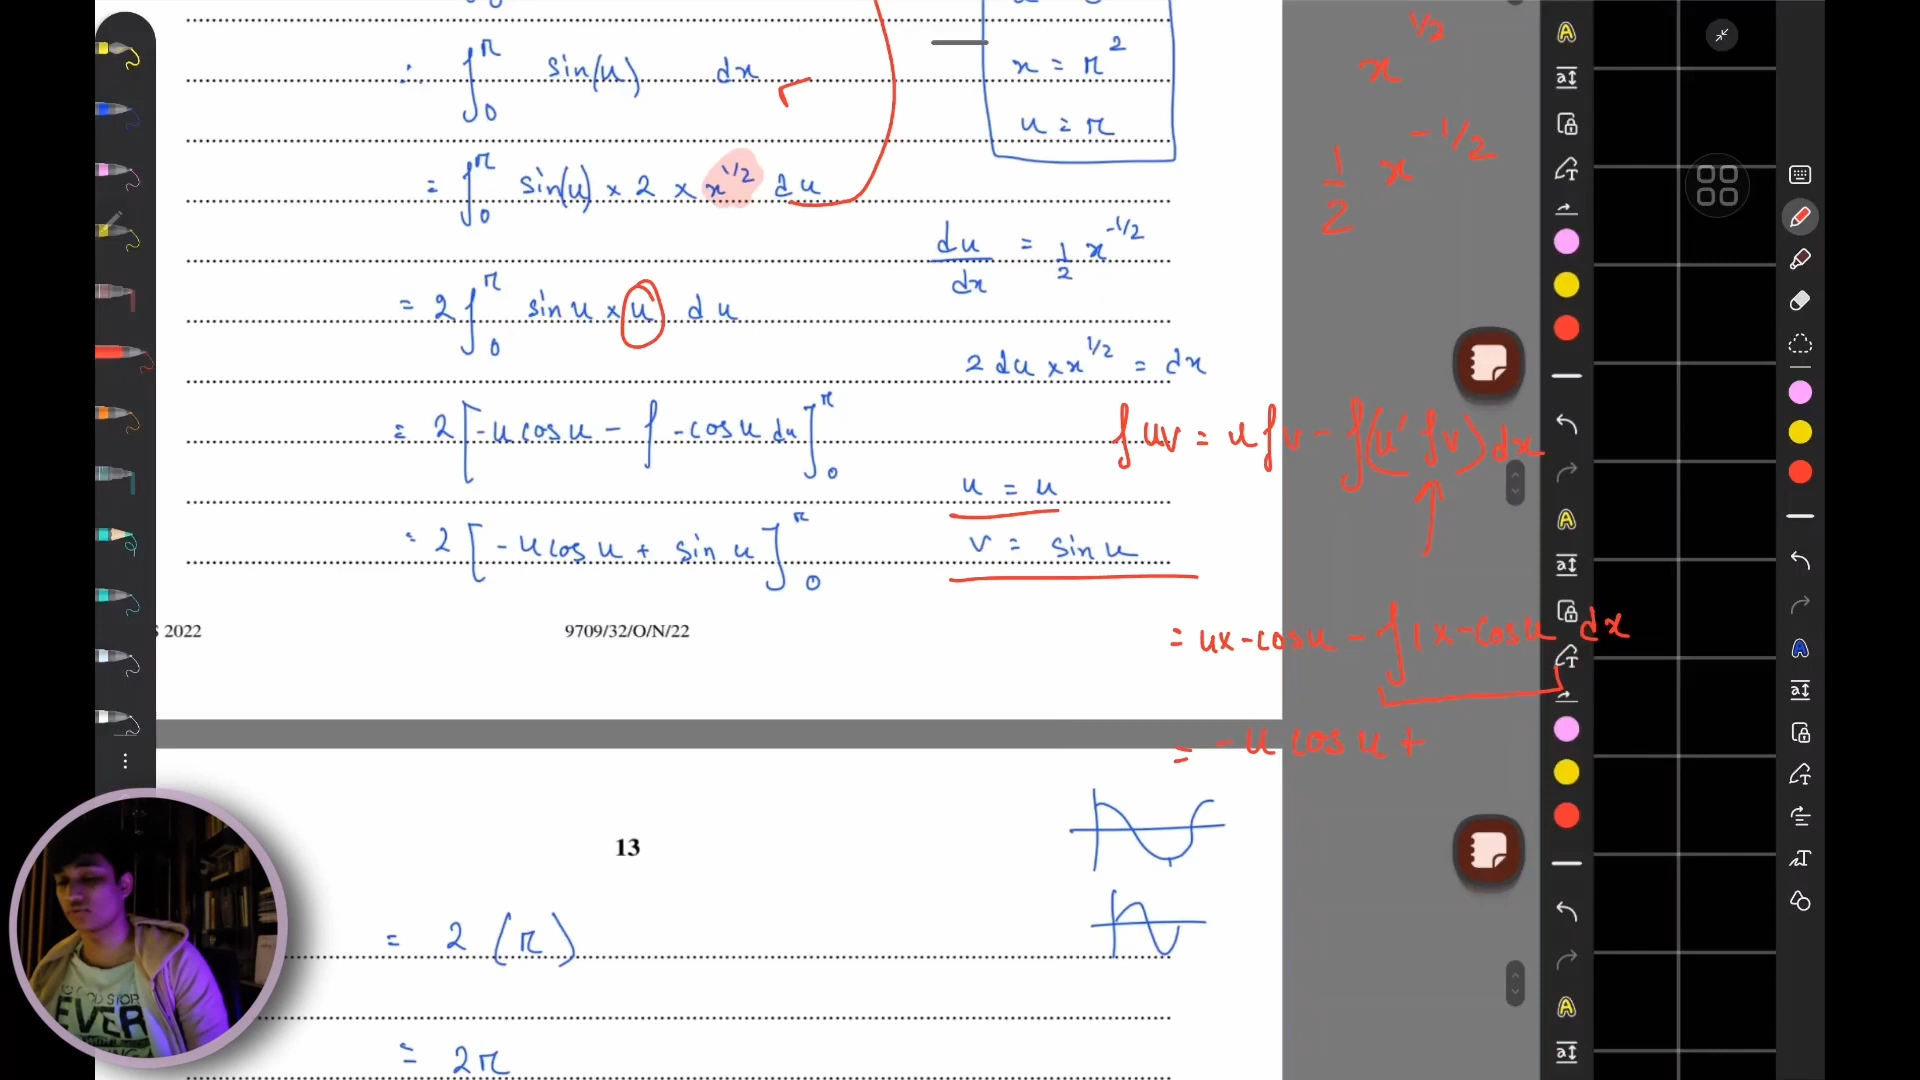 ∴ ∫₀^π sin(u) dx
x = π²
u = π
x^1/2
½ x^-1/2
= ∫₀^π sin(u) × 2 × x^1/2 du
du/dx = ½ x^-1/2
= 2 ∫₀^π sin u × u du
2 du × x^1/2 = dx
= 2 [-u cos u - ∫ -cos u du]₀^π
∫ uv = u ∫ v - ∫(u' ∫ v) dx
u = u
= 2 [-u cos u + sin u]₀^π
v = sin u
S 2022
9709/32/O/N/22
= u x -cos u - ∫ 1 x -cos u dx
= -u cos u +
13
= 2 (π)
= 2π